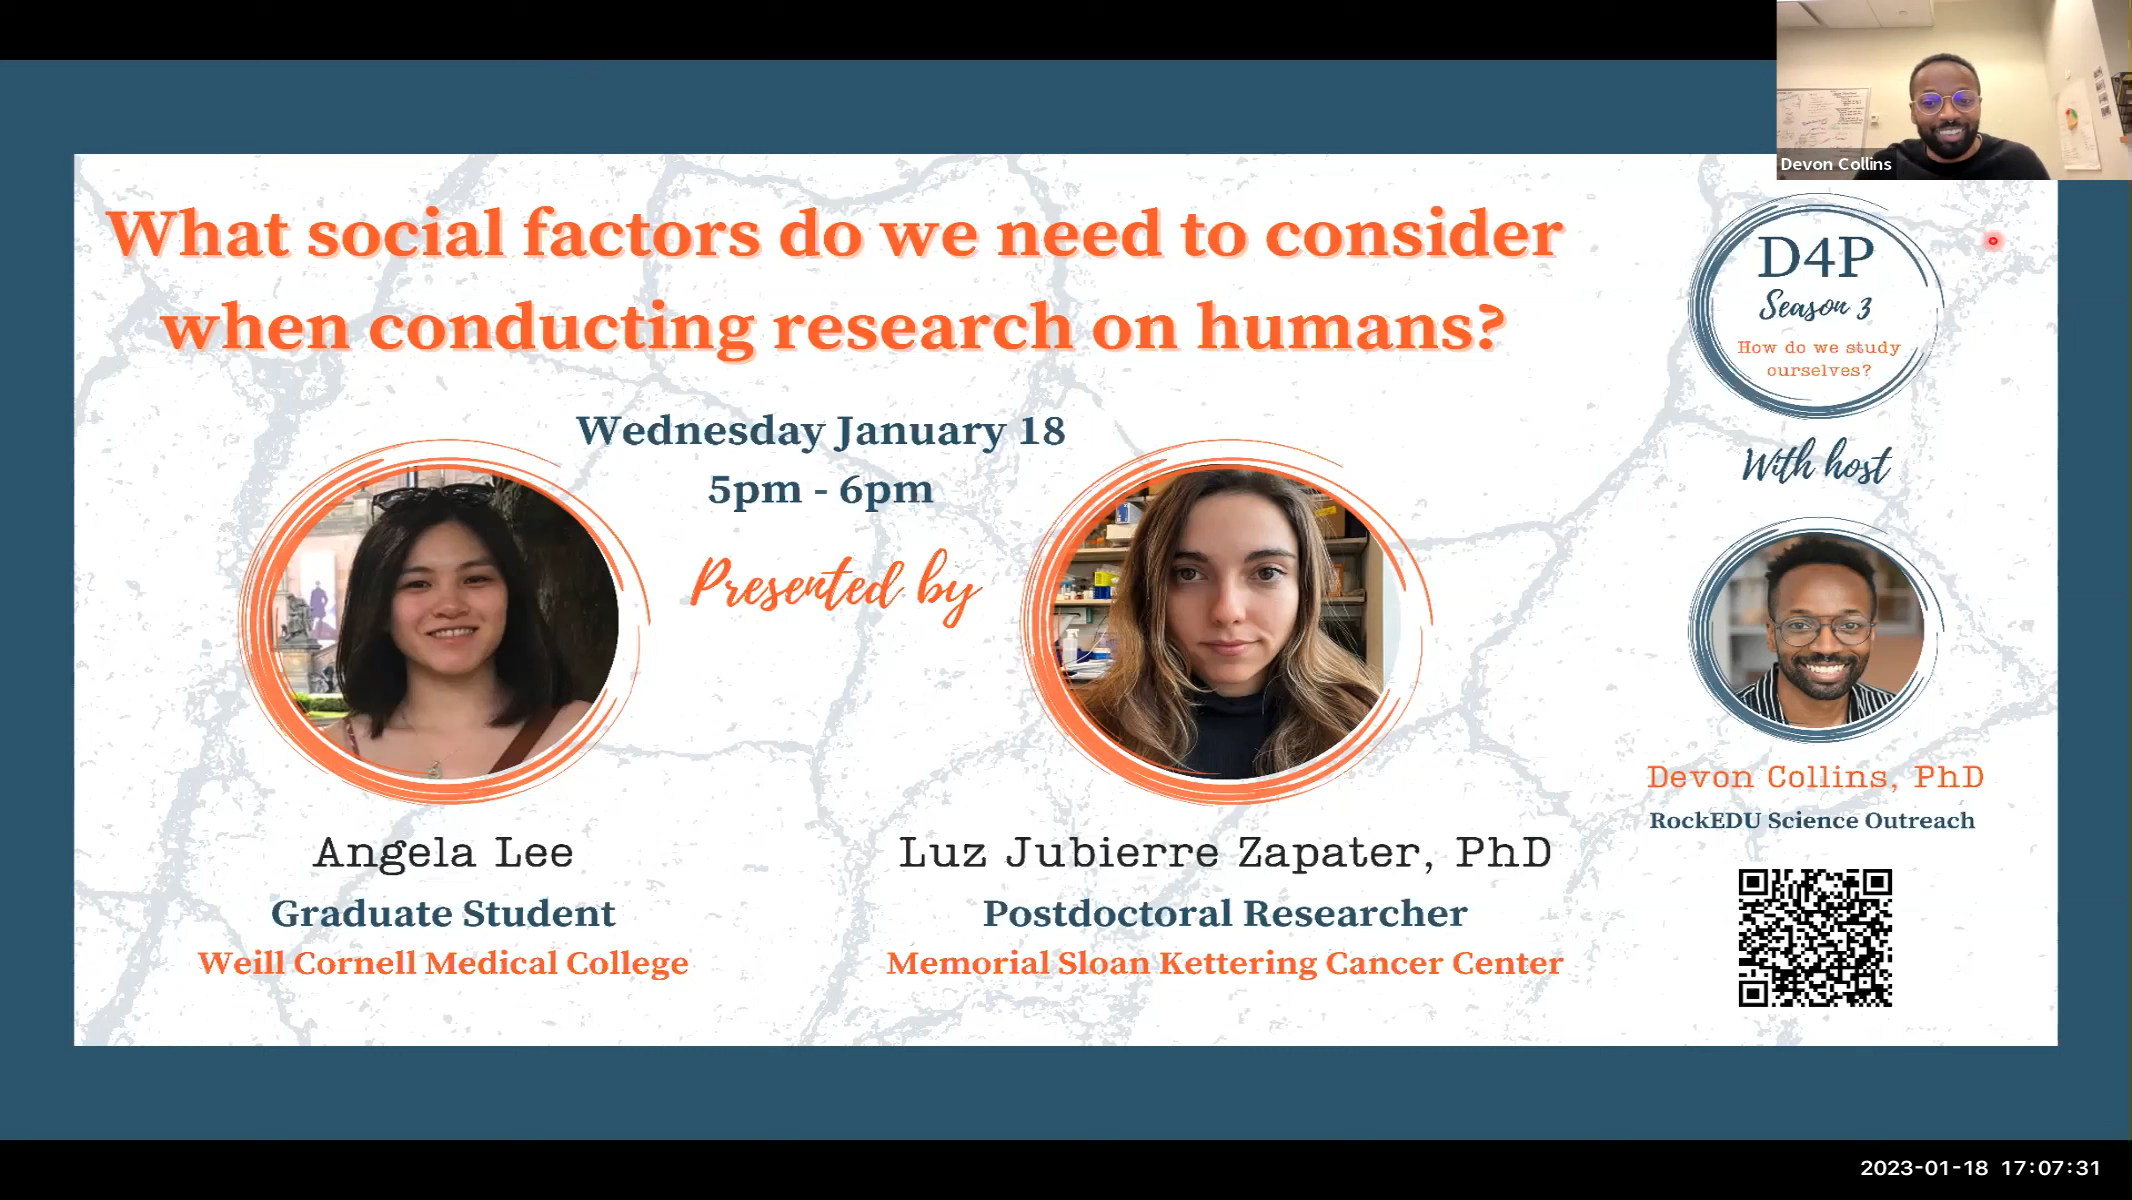 Devon Collins
What social factors do we need to consider
when conducting research on humans?
D4P
Season 3
How do we study
ourselves?
Wednesday January 18
5pm - 6pm
Presented by
With host
Angela Lee
Graduate Student
Weill Cornell Medical College
Luz Jubierre Zapater, PhD
Postdoctoral Researcher
Memorial Sloan Kettering Cancer Center
Devon Collins, PhD
RockEDU Science Outreach
2023-01-18 17:07:31